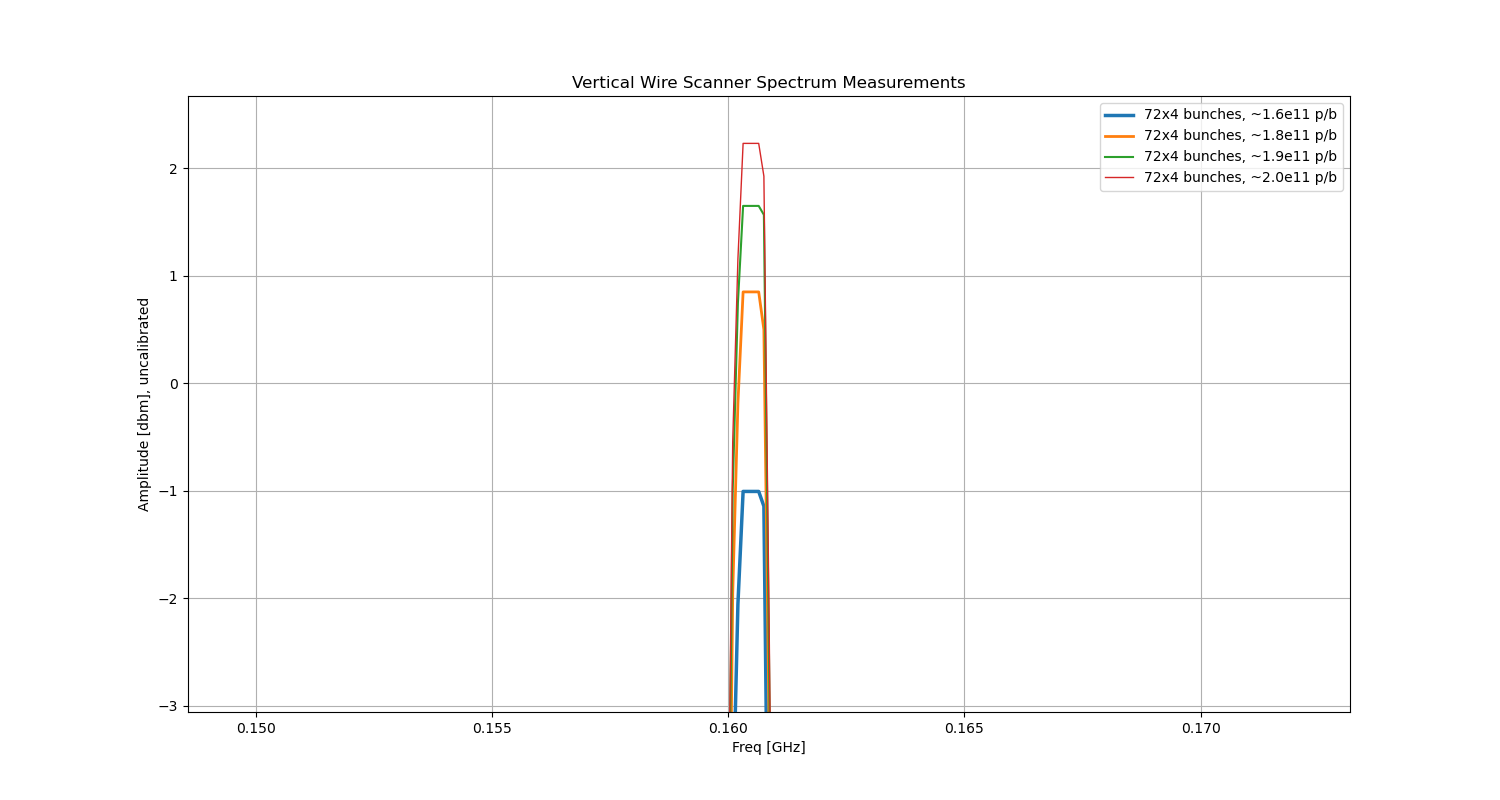 Vertical Wire Scanner Spectrum Measurements
72x4 bunches, ~1.6e11 p/b
72x4 bunches, ~1.8e11 p/b
72x4 bunches, ~1.9e11 p/b
72x4 bunches, ~2.0e11 p/b
Amplitude [dbm], uncalibrated
2
1
0
−1
−2
−3
0.150 0.155 0.160 0.165 0.170
Freq [GHz]